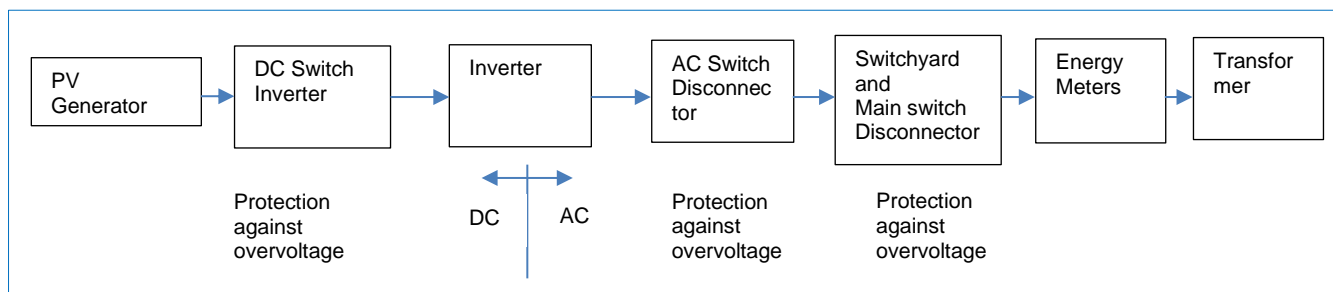 PV
Generator
DC Switch
Inverter
Inverter
AC Switch
Disconnec
tor
Switchyard
and
Main switch
Disconnector
Energy
Meters
Transfor
mer
Protection
against
overvoltage
DC
AC
Protection
against
overvoltage
Protection
against
overvoltage